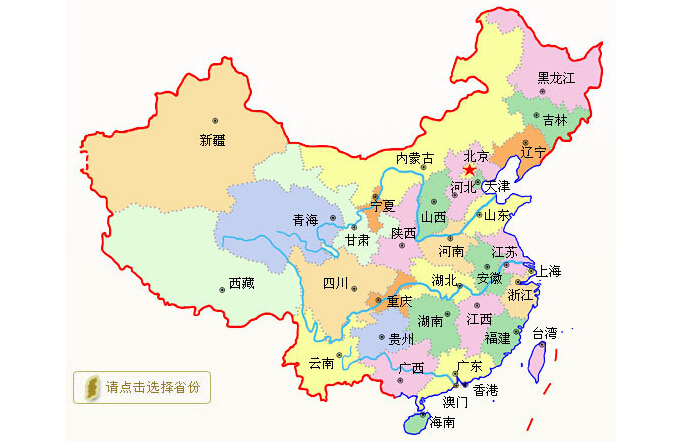 黑龙江
吉林
辽宁
新疆
内蒙古
北京
河北
天津
宁夏
山西
山东
青海
甘肃
陕西
河南
江苏
西藏
四川
重庆
湖北
安徽
上海
浙江
湖南
江西
贵州
福建
台湾
云南
广西
广东
香港
澳门
海南
请点击选择省份